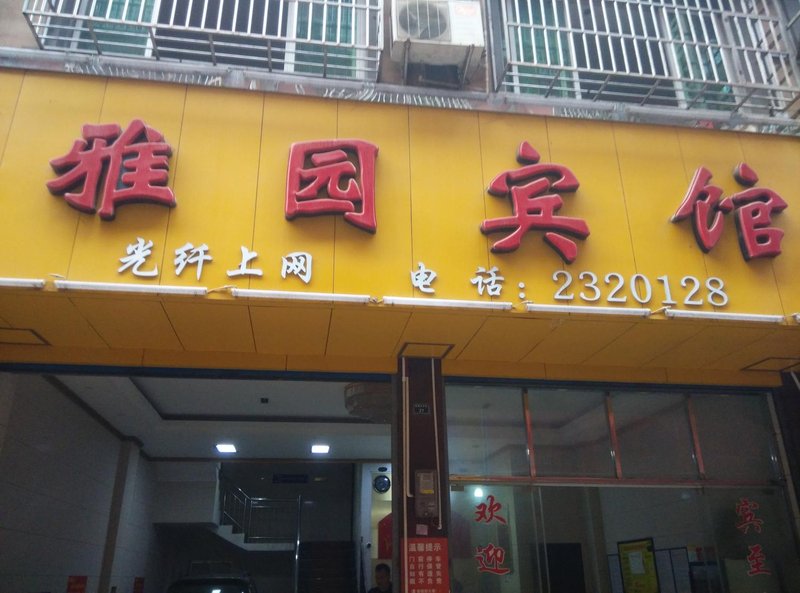 雅园宾馆
光纤上网 电话：2320128
欢迎
宾至
温馨提示